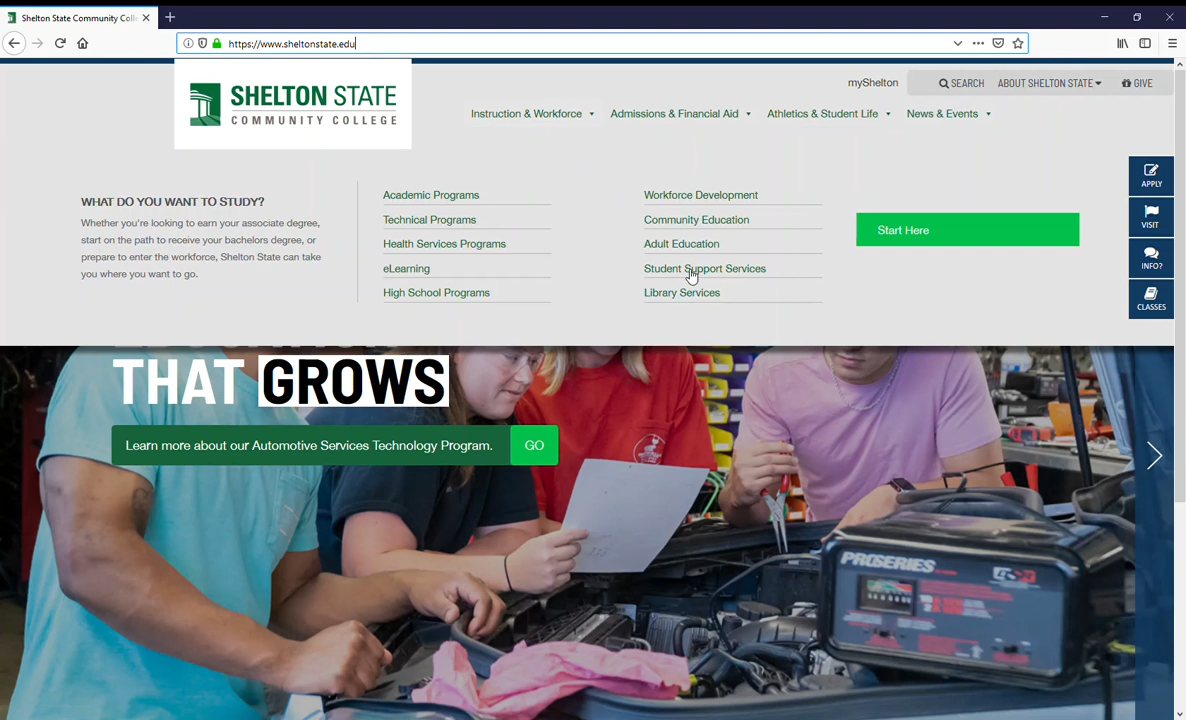 Shelton State Community Coll
https://www.sheltonstate.edu
SHELTON STATE
COMMUNITY COLLEGE
myShelton
SEARCH
ABOUT SHELTON STATE
GIVE
Instruction & Workforce
Admissions & Financial Aid
Athletics & Student Life
News & Events
WHAT DO YOU WANT TO STUDY?
Whether you're looking to earn your associate degree,
start on the path to receive your bachelors degree, or
prepare to enter the workforce, Shelton State can take
you where you want to go.
Academic Programs
Technical Programs
Health Services Programs
eLearning
High School Programs
Workforce Development
Community Education
Adult Education
Student Support Services
Library Services
Start Here
APPLY
VISIT
INFO?
CLASSES
THAT GROWS
Learn more about our Automotive Services Technology Program.
GO
PROSERIES